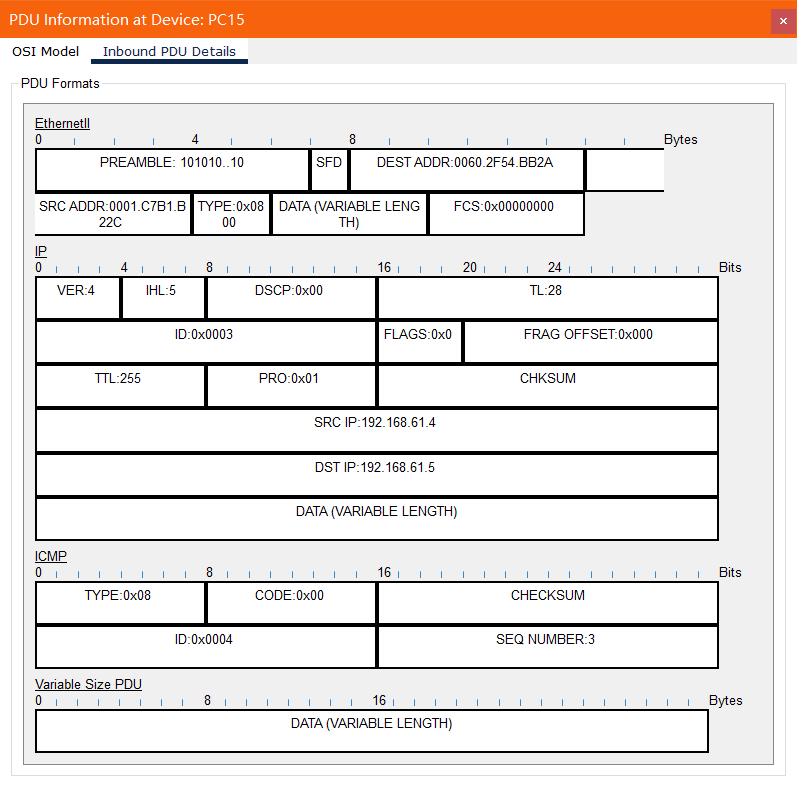 PDU Information at Device: PC15
×
OSI Model Inbound PDU Details
PDU Formats
EthernetII
0 4 8 Bytes
PREAMBLE: 101010..10 SFD DEST ADDR:0060.2F54.BB2A
SRC ADDR:0001.C7B1.B TYPE:0x08 DATA (VARIABLE LENG FCS:0x00000000
22C 00 TH)
IP
0 4 8 16 20 24 Bits
VER:4 IHL:5 DSCP:0x00 TL:28
ID:0x0003 FLAGS:0x0 FRAG OFFSET:0x000
TTL:255 PRO:0x01 CHKSUM
SRC IP:192.168.61.4
DST IP:192.168.61.5
DATA (VARIABLE LENGTH)
ICMP
0 8 16 Bits
TYPE:0x08 CODE:0x00 CHECKSUM
ID:0x0004 SEQ NUMBER:3
Variable Size PDU
0 8 16 Bytes
DATA (VARIABLE LENGTH)